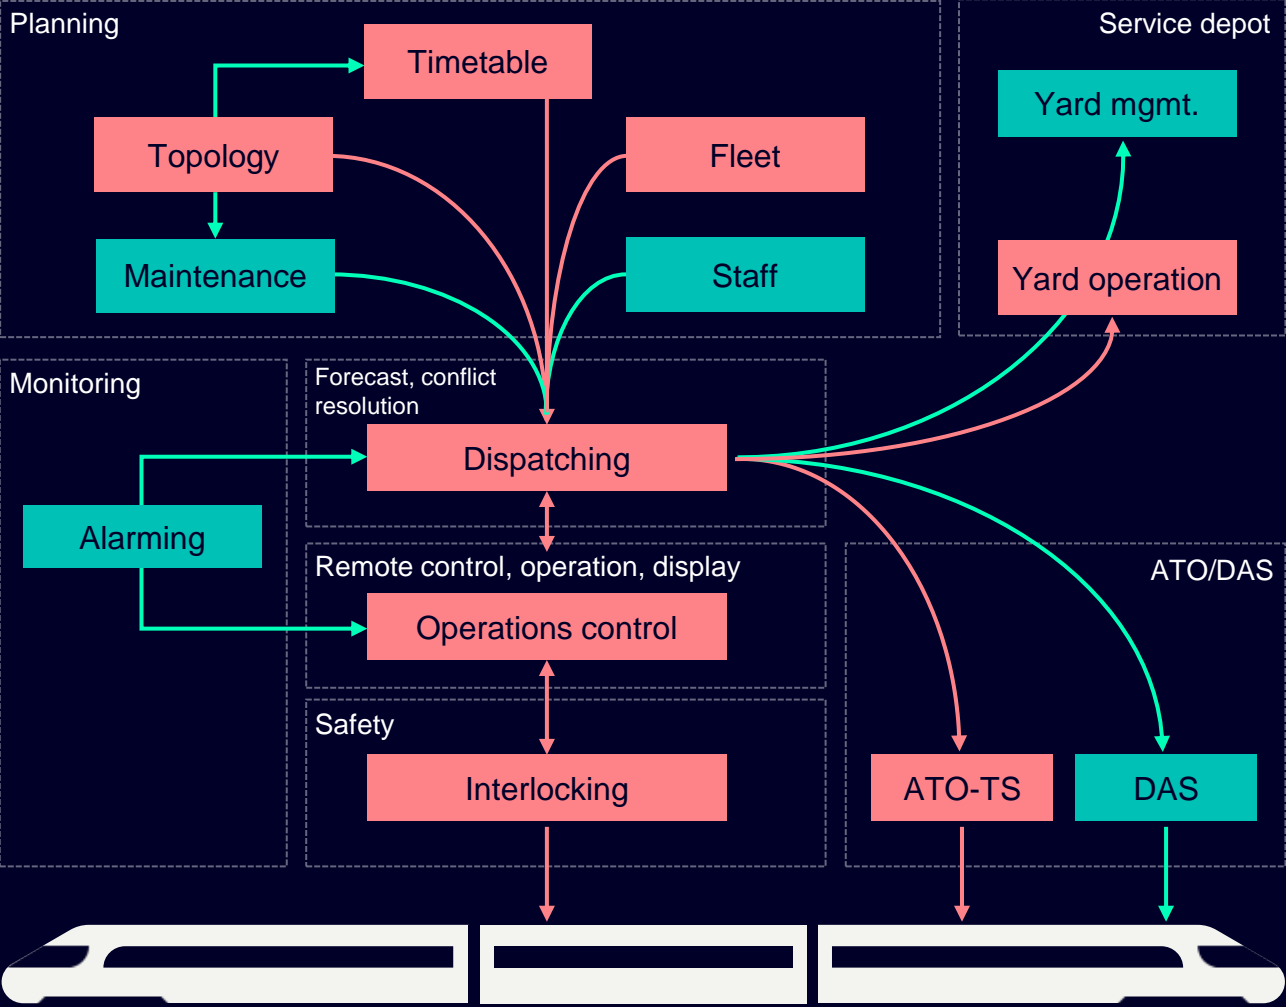 Planning
Timetable
Topology
Fleet
Maintenance
Staff
Service depot
Yard mgmt.
Yard operation
Monitoring
Alarming
Forecast, conflict
resolution
Dispatching
Remote control, operation, display
Operations control
Safety
Interlocking
ATO/DAS
ATO-TS
DAS